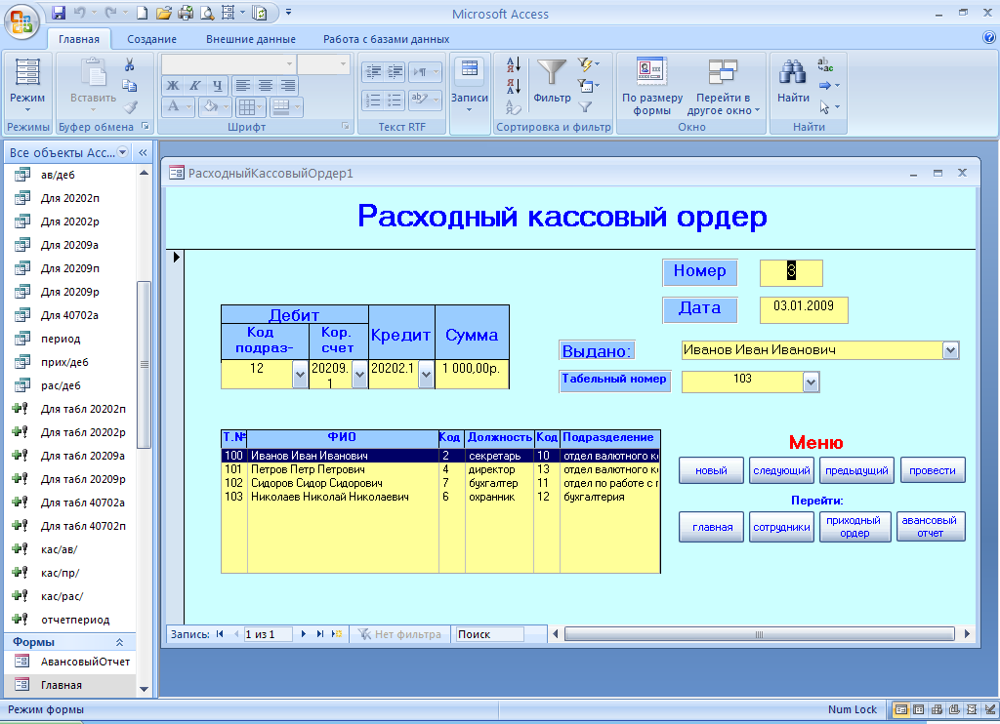 Microsoft Access
Главная Создание Внешние данные Работа с базами данных
Режим Вставить Ж К Ч Записи Фильтр По размеру формы Перейти в другое окно Найти
Режимы Буфер обмена Шрифт Текст RTF Сортировка и фильтр Окно Найти
Все объекты Acc...
ав/деб
Для 20202п
Для 20202р
Для 20209а
Для 20209п
Для 20209р
Для 40702а
период
прих/деб
рас/деб
Для табл 20202п
Для табл 20202р
Для табл 20209а
Для табл 20209р
Для табл 40702а
Для табл 40702п
кас/ав/
кас/пр/
кас/рас/
отчетпериод
Формы
АвансовыйОтчет
Главная
РасходныйКассовыйОрдер1
Расходный кассовый ордер
Номер 3
Дата 03.01.2009
Дебит Кредит Сумма
Код подраз- Кор. счет
12 20209.1 20202.1 1 000,00р.
Выдано: Иванов Иван Иванович
Табельный номер 103
Т.№ ФИО Код Должность Код Подразделение
100 Иванов Иван Иванович 2 секретарь 10 отдел валютного
101 Петров Петр Петрович 4 директор 13 отдел валютного
102 Сидоров Сидор Сидорович 7 бухгалтер 11 отдел по работе с
103 Николаев Николай Николаевич 6 охранник 12 бухгалтерия
Меню
новый следующий предыдущий провести
Перейти:
главная сотрудники приходный ордер авансовый отчет
Запись: 1 из 1 Нет фильтра Поиск
Режим формы Num Lock